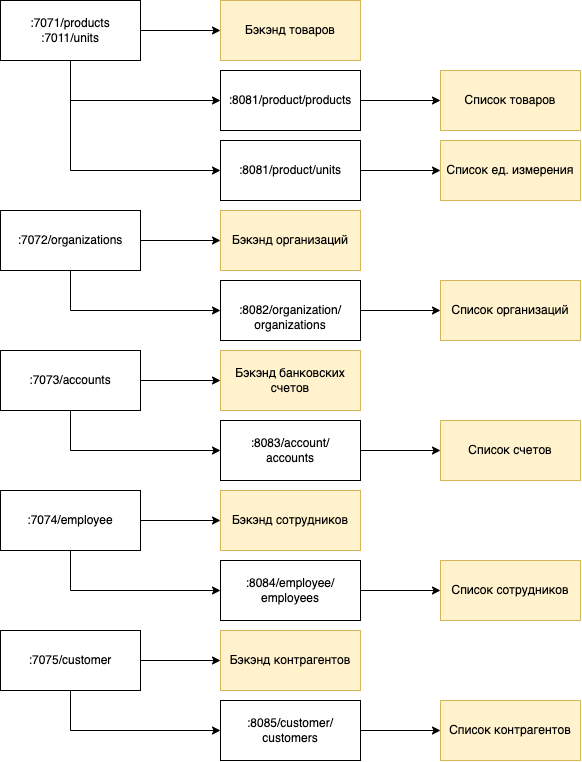 :7071/products
:7011/units
Бэкэнд товаров
:8081/product/products
Список товаров
:8081/product/units
Список ед. измерения
:7072/organizations
Бэкэнд организаций
:8082/organization/
organizations
Список организаций
:7073/accounts
Бэкэнд банковских
счетов
:8083/account/
accounts
Список счетов
:7074/employee
Бэкэнд сотрудников
:8084/employee/
employees
Список сотрудников
:7075/customer
Бэкэнд контрагентов
:8085/customer/
customers
Список контрагентов